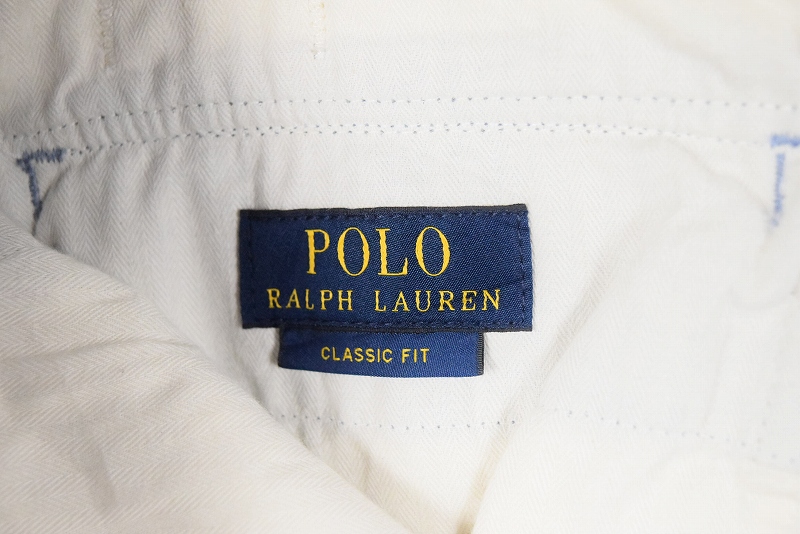 POLO
RALPH LAUREN
CLASSIC FIT